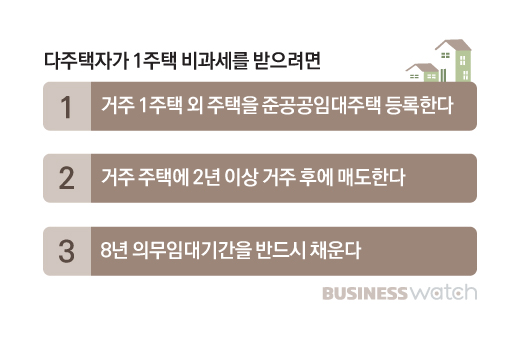 다주택자가 1주택 비과세를 받으려면
1 거주 1주택 외 주택을 준공공임대주택 등록한다
2 거주 주택에 2년 이상 거주 후에 매도한다
3 8년 의무임대기간을 반드시 채운다
BUSINESSwatch